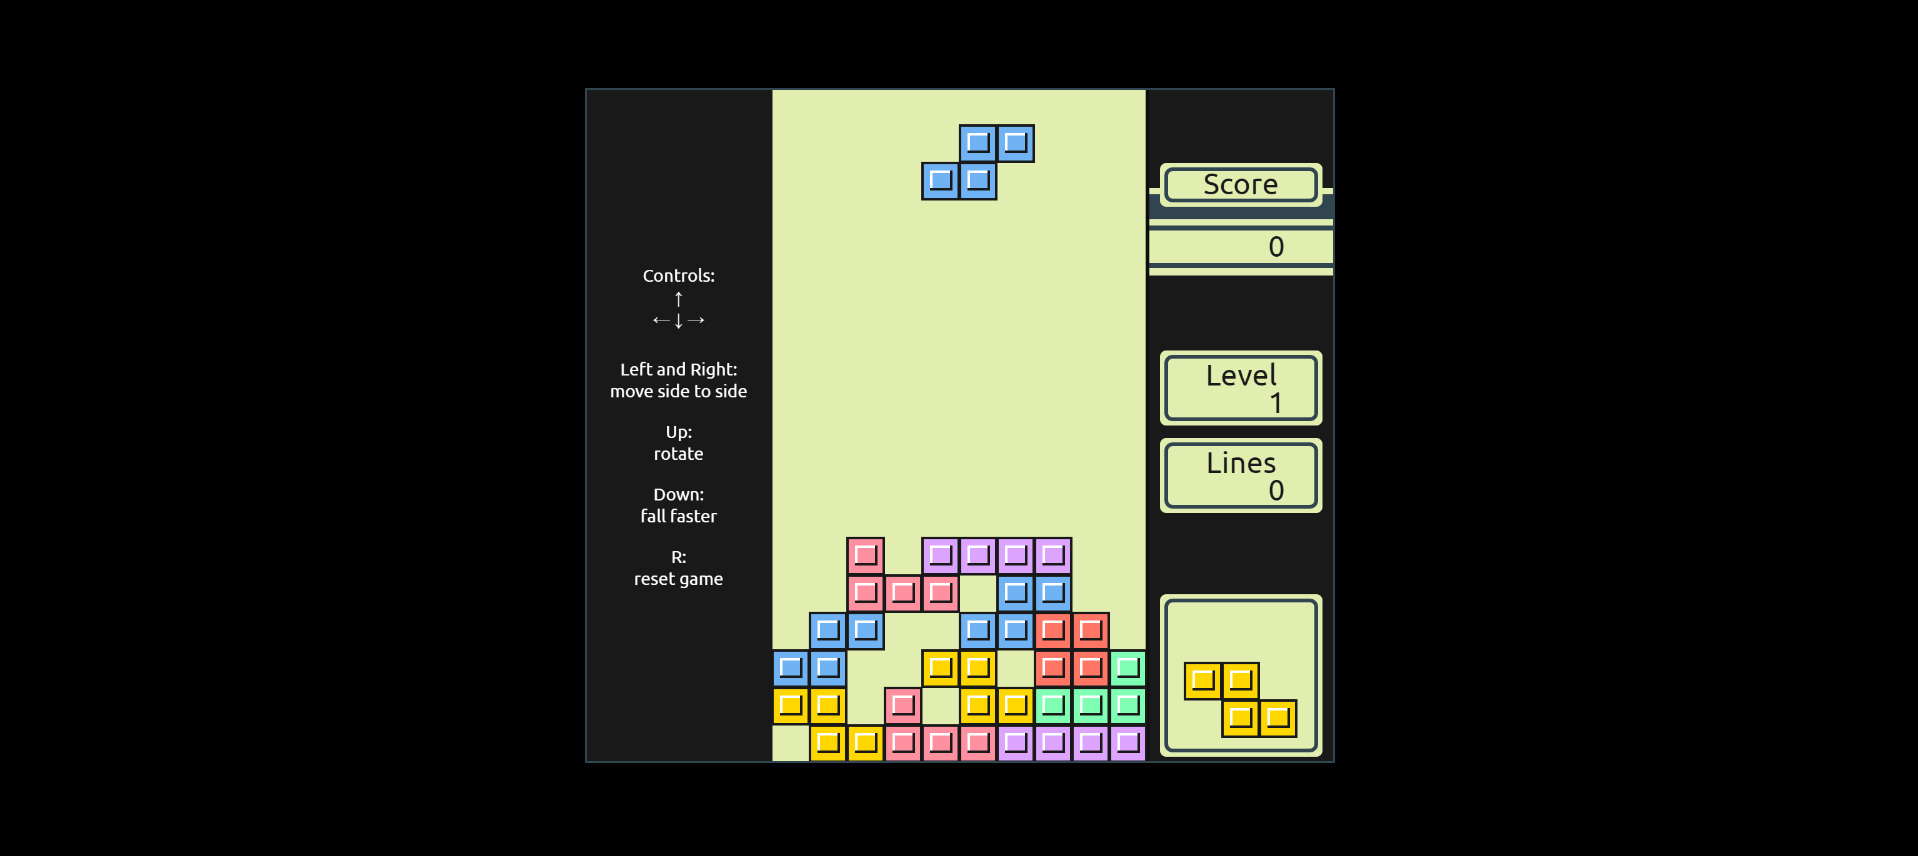 Controls:
↑
←↓→
Left and Right:
move side to side
Up:
rotate
Down:
fall faster
R:
reset game
Score
0
Level
1
Lines
0